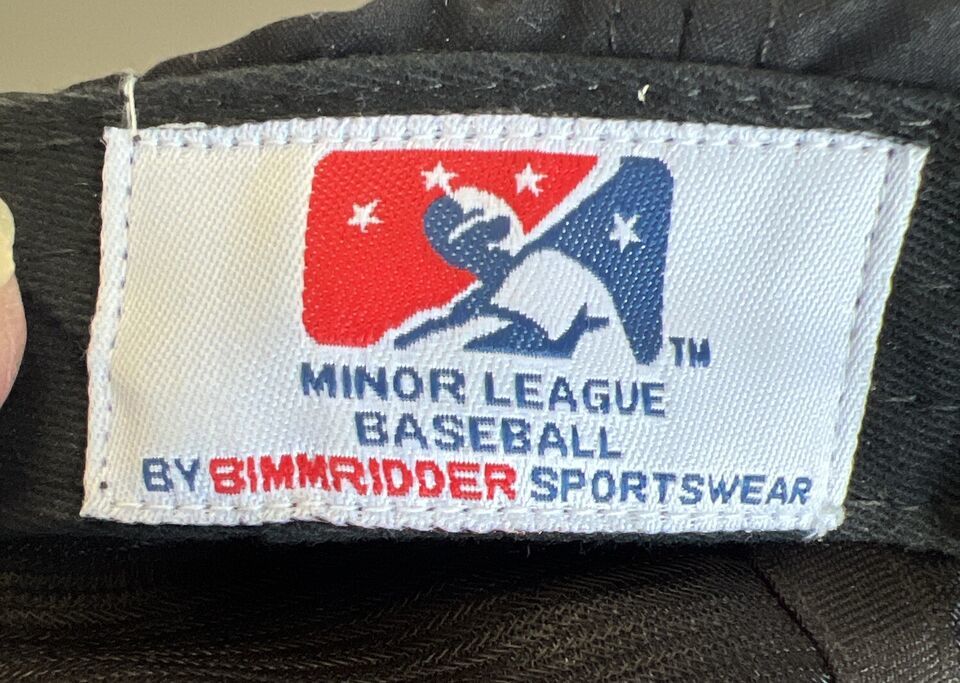 TM
MINOR LEAGUE
BASEBALL
BY BIMMRIDDER SPORTSWEAR